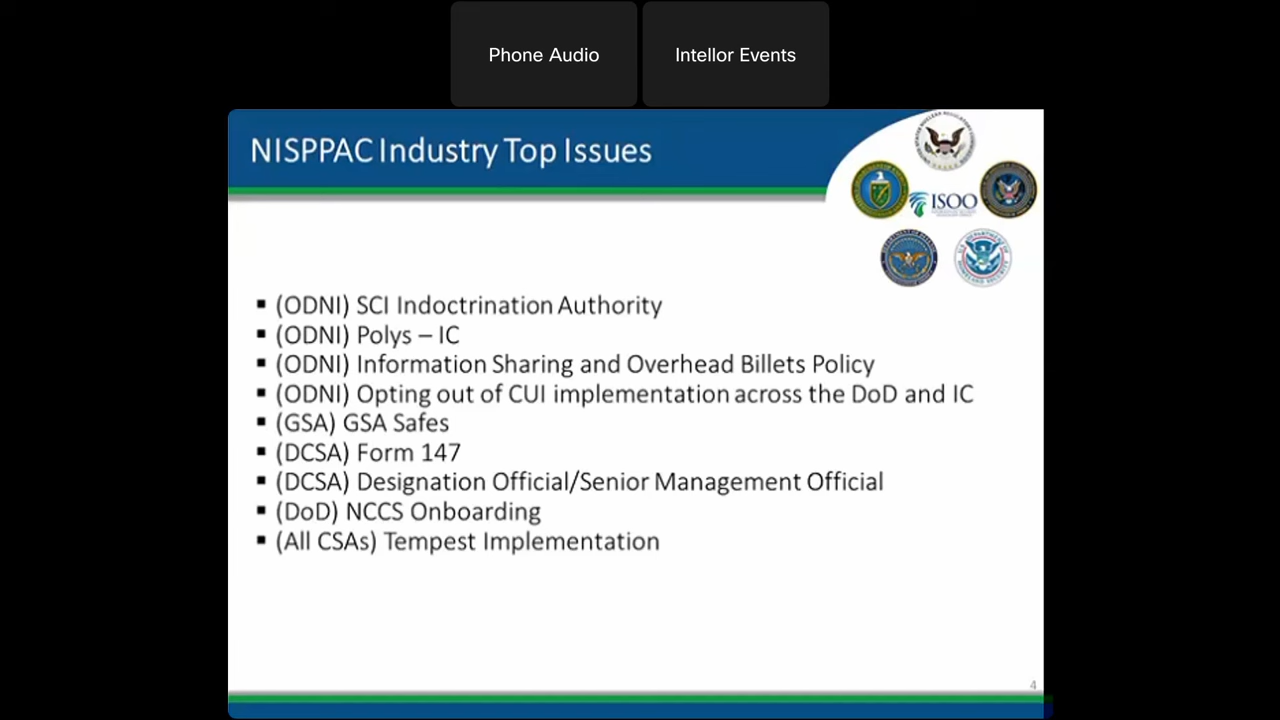 Phone Audio
Intellor Events
NISPPAC Industry Top Issues
ISOO
▪ (ODNI) SCI Indoctrination Authority
▪ (ODNI) Polys – IC
▪ (ODNI) Information Sharing and Overhead Billets Policy
▪ (ODNI) Opting out of CUI implementation across the DoD and IC
▪ (GSA) GSA Safes
▪ (DCSA) Form 147
▪ (DCSA) Designation Official/Senior Management Official
▪ (DoD) NCCS Onboarding
▪ (All CSAs) Tempest Implementation
4